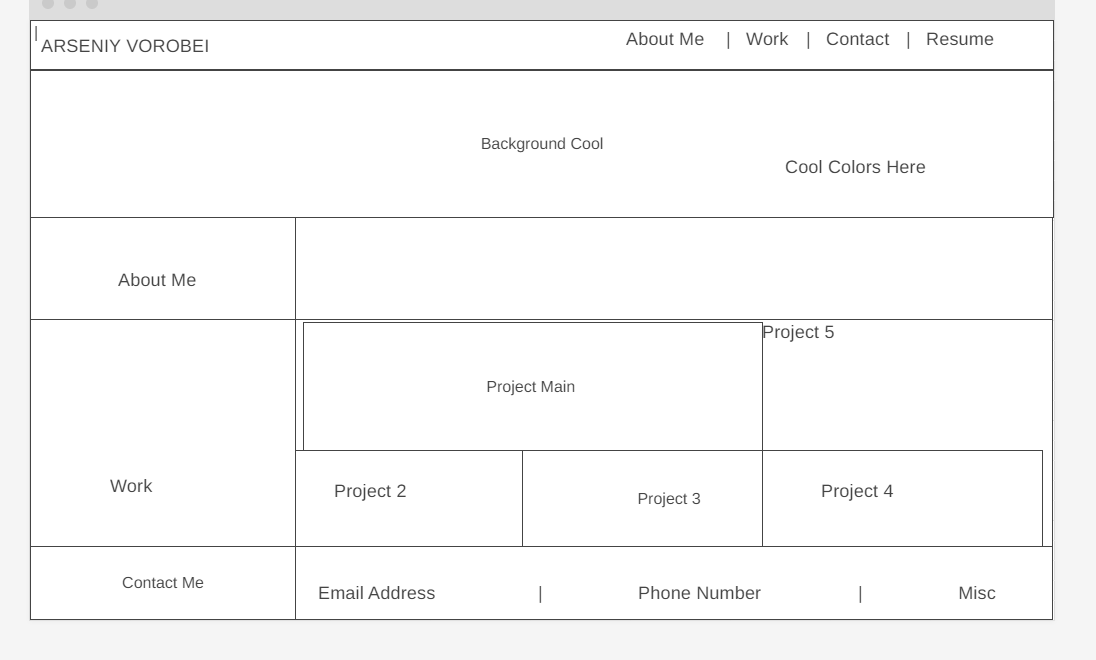 ARSENIY VOROBEI
About Me | Work | Contact | Resume
Background Cool
Cool Colors Here
About Me
Project 5
Project Main
Work
Project 2
Project 3
Project 4
Contact Me
Email Address | Phone Number | Misc